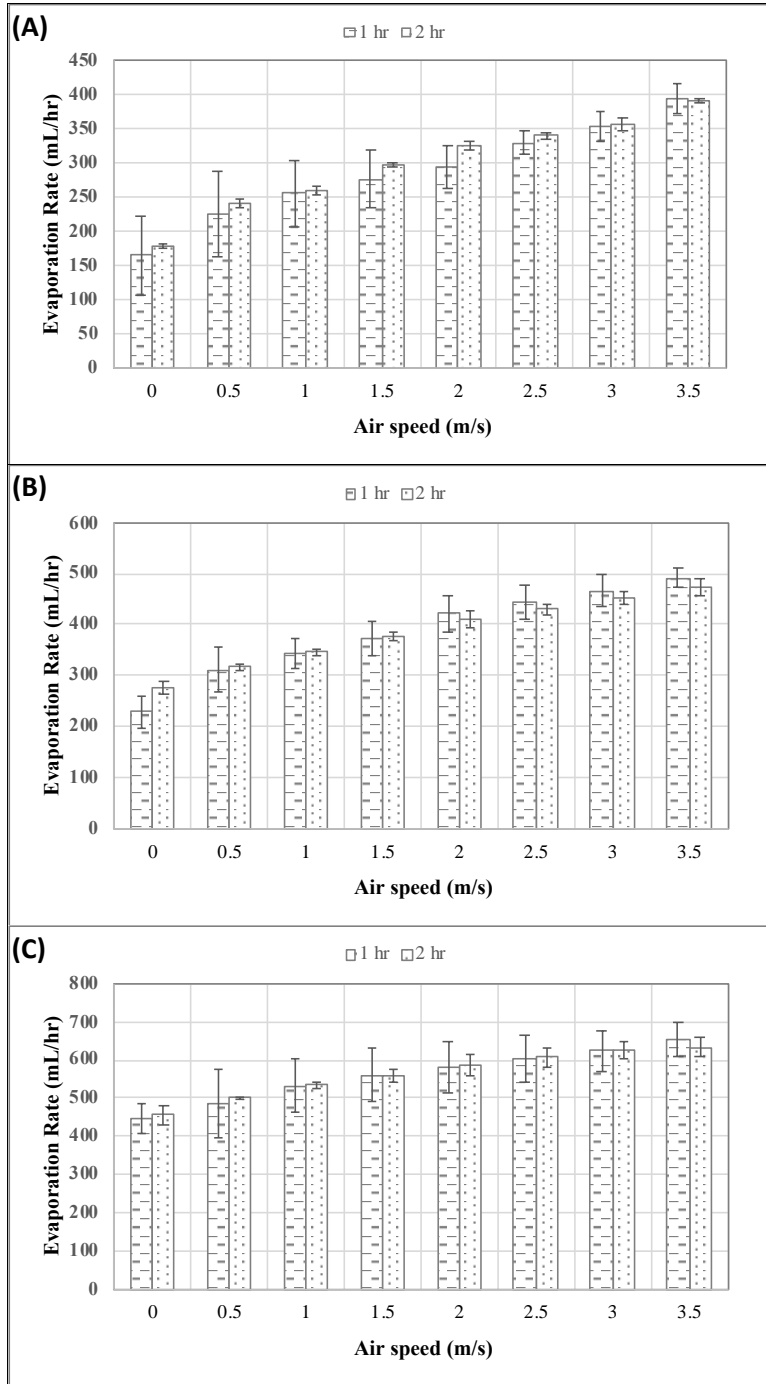 (A)
1 hr 2 hr
450
400
350
300
250
200
150
100
50
0
Evaporation Rate (mL/hr)
0 0.5 1 1.5 2 2.5 3 3.5
Air speed (m/s)
(B)
1 hr 2 hr
600
500
400
300
200
100
0
Evaporation Rate (mL/hr)
0 0.5 1 1.5 2 2.5 3 3.5
Air speed (m/s)
(C)
1 hr 2 hr
800
700
600
500
400
300
200
100
0
Evaporation Rate (mL/hr)
0 0.5 1 1.5 2 2.5 3 3.5
Air speed (m/s)